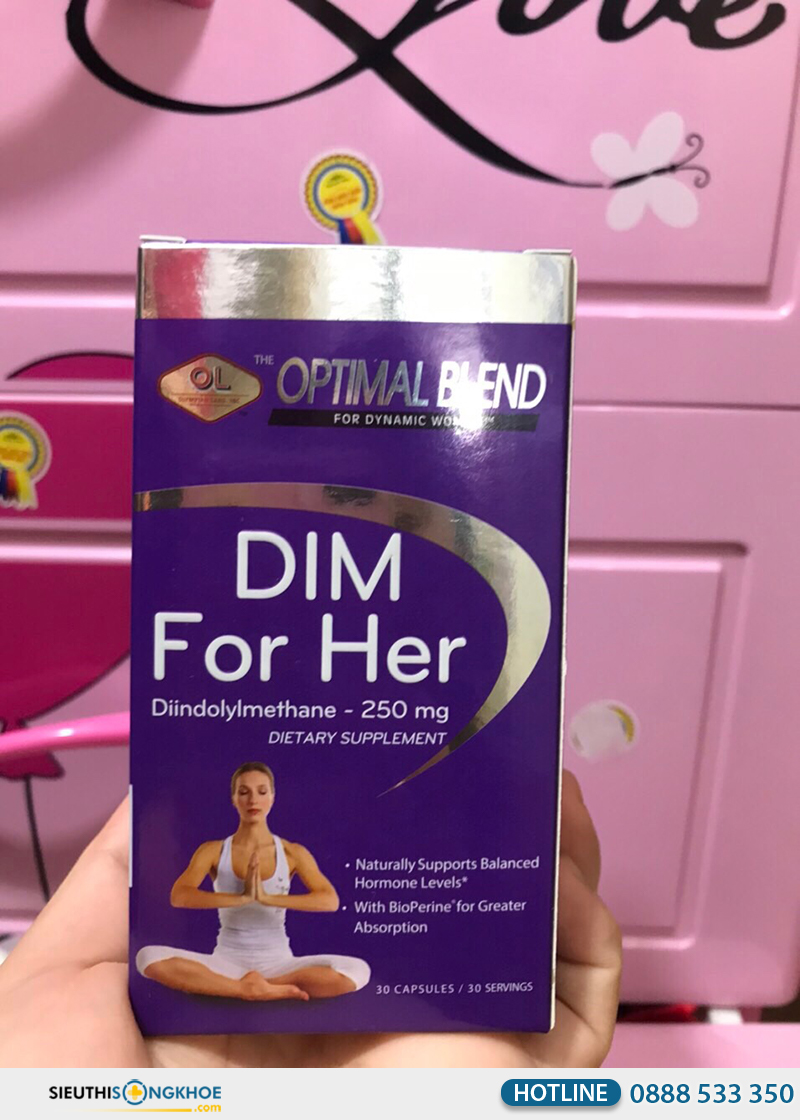 Love
OL
THE OPTIMAL BLEND
FOR DYNAMIC
DIM
For Her
Diindolylmethane - 250 mg
DIETARY SUPPLEMENT
• Naturally Supports Balanced
Hormone Levels*
• With BioPerine® for Greater
Absorption
30 CAPSULES / 30 SERVINGS
SIEUTHISONGKHOE
.com
HOTLINE 0888 533 350